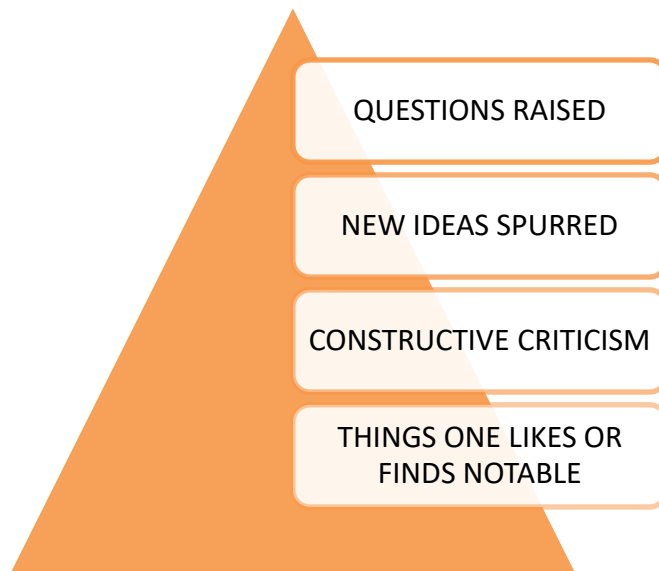 QUESTIONS RAISED
NEW IDEAS SPURRED
CONSTRUCTIVE CRITICISM
THINGS ONE LIKES OR
FINDS NOTABLE